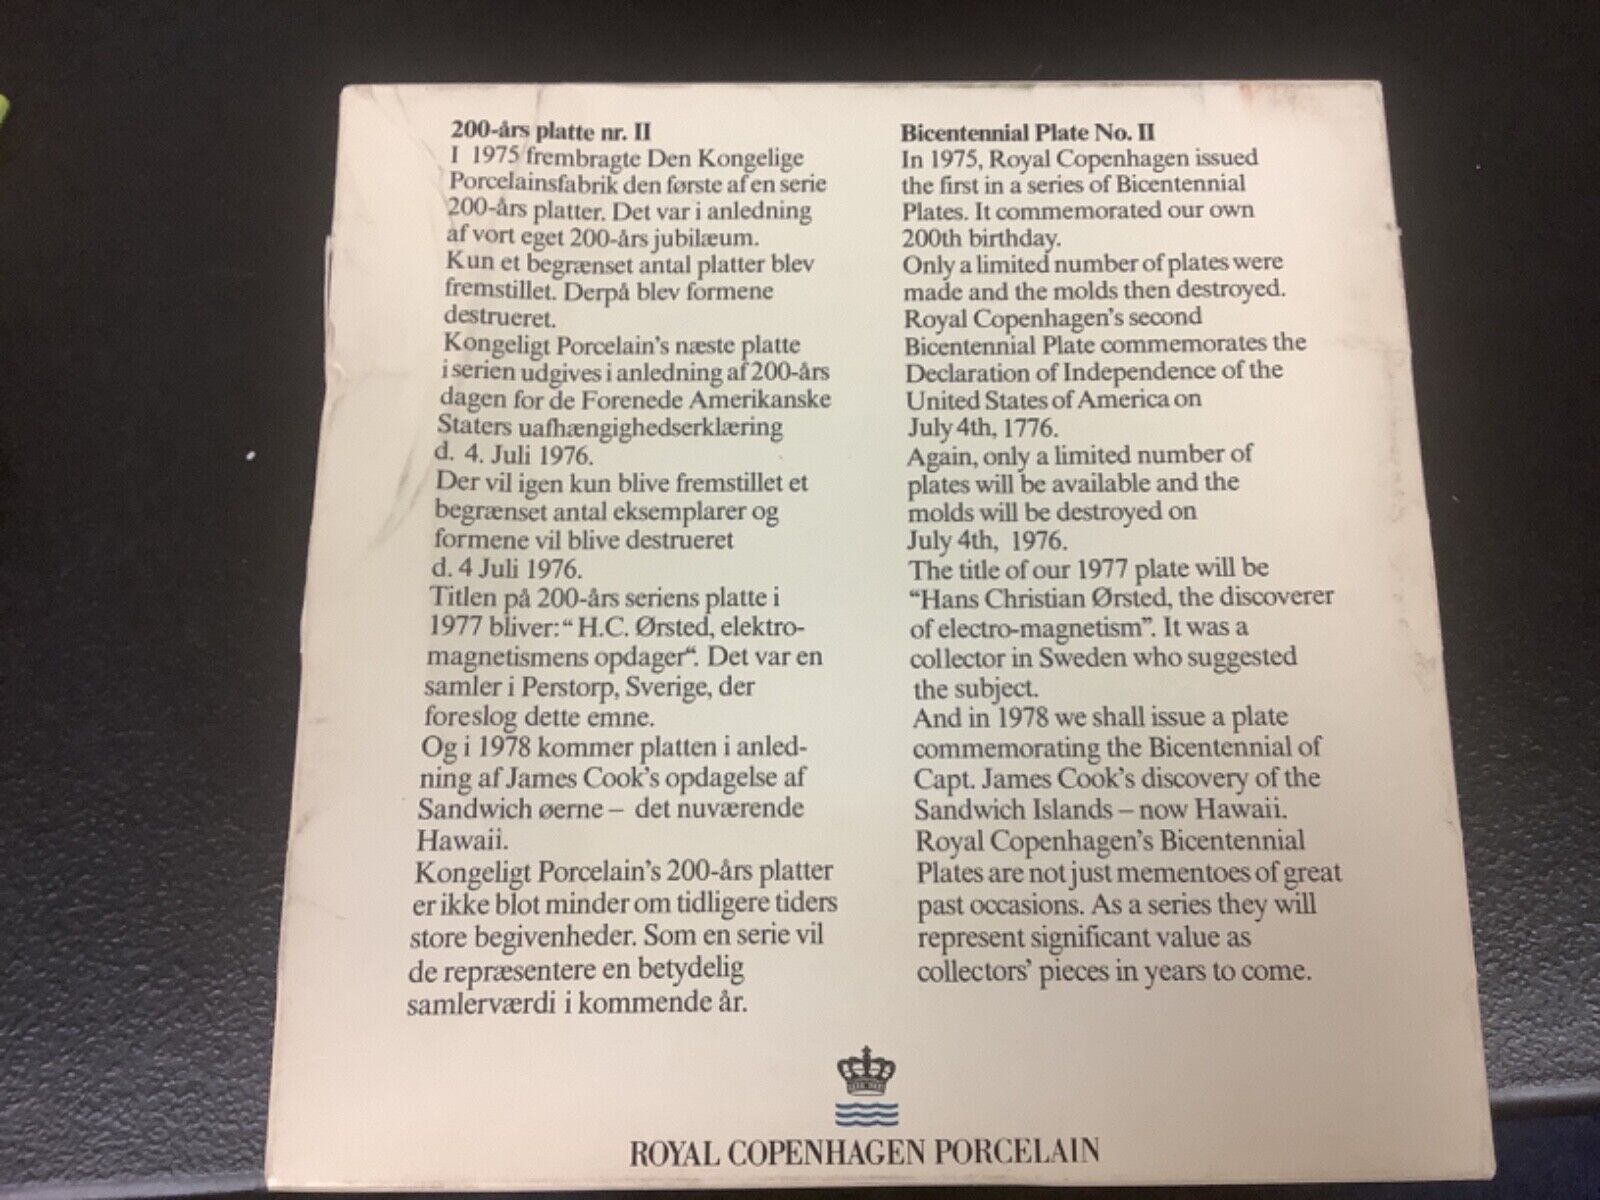 200-års platte nr. II
I 1975 frembragte Den Kongelige
Porcelainsfabrik den første af en serie
200-års platter. Det var i anledning
af vort eget 200-års jubilæum.
Kun et begrænset antal platter blev
fremstillet. Derpå blev formene
destrueret.
Kongeligt Porcelain's næste platte
i serien udgives i anledning af 200-års
dagen for de Forenede Amerikanske
Staters uafhængighedserklæring
d. 4. Juli 1976.
Der vil igen kun blive fremstillet et
begrænset antal eksemplarer og
formene vil blive destrueret
d. 4 Juli 1976.
Titlen på 200-års seriens platte i
1977 bliver: “ H.C. Ørsted, elektro-
magnetismens opdager“. Det var en
samler i Perstorp, Sverige, der
foreslog dette emne.
Og i 1978 kommer platten i anled-
ning af James Cook's opdagelse af
Sandwich øerne – det nuværende
Hawaii.
Kongeligt Porcelain's 200-års platter
er ikke blot minder om tidligere tiders
store begivenheder. Som en serie vil
de repræsentere en betydelig
samlerværdi i kommende år.
Bicentennial Plate No. II
In 1975, Royal Copenhagen issued
the first in a series of Bicentennial
Plates. It commemorated our own
200th birthday.
Only a limited number of plates were
made and the molds then destroyed.
Royal Copenhagen's second
Bicentennial Plate commemorates the
Declaration of Independence of the
United States of America on
July 4th, 1776.
Again, only a limited number of
plates will be available and the
molds will be destroyed on
July 4th, 1976.
The title of our 1977 plate will be
“Hans Christian Ørsted, the discoverer
of electro-magnetism”. It was a
collector in Sweden who suggested
the subject.
And in 1978 we shall issue a plate
commemorating the Bicentennial of
Capt. James Cook's discovery of the
Sandwich Islands – now Hawaii.
Royal Copenhagen's Bicentennial
Plates are not just mementoes of great
past occasions. As a series they will
represent significant value as
collectors' pieces in years to come.
ROYAL COPENHAGEN PORCELAIN